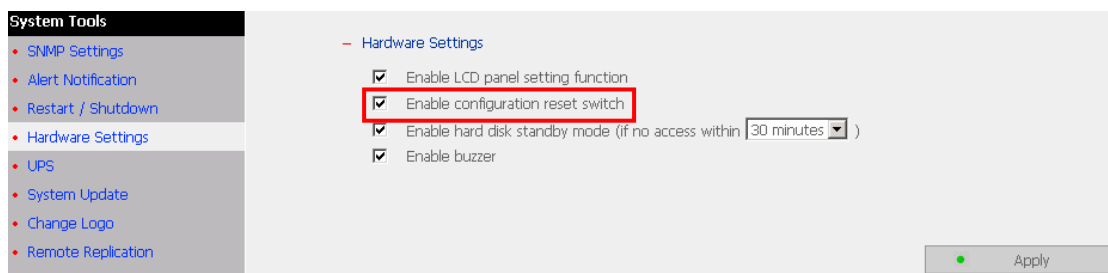 System Tools
SNMP Settings
Alert Notification
Restart / Shutdown
Hardware Settings
UPS
System Update
Change Logo
Remote Replication
– Hardware Settings
Enable LCD panel setting function
Enable configuration reset switch
Enable hard disk standby mode (if no access within 30 minutes )
Enable buzzer
Apply